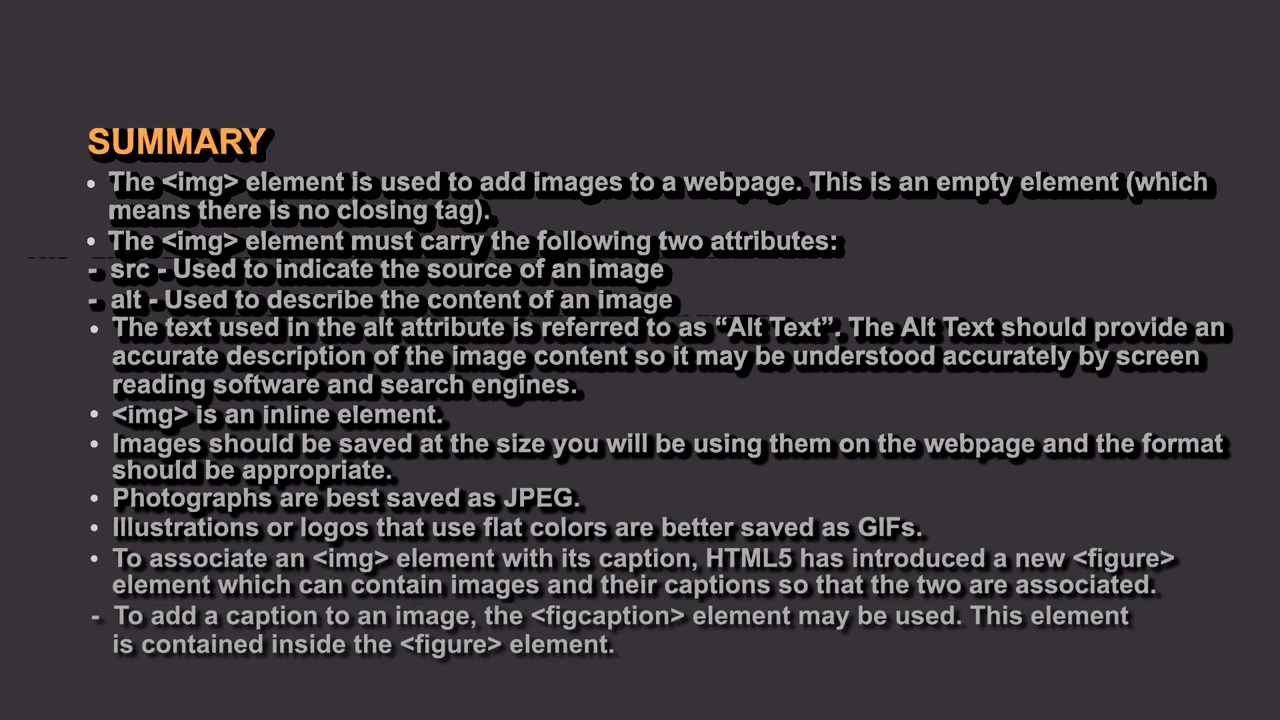 SUMMARY
• The <img> element is used to add images to a webpage. This is an empty element (which
means there is no closing tag).
• The <img> element must carry the following two attributes:
- src - Used to indicate the source of an image
- alt - Used to describe the content of an image
• The text used in the alt attribute is referred to as “Alt Text”. The Alt Text should provide an
accurate description of the image content so it may be understood accurately by screen
reading software and search engines.
• <img> is an inline element.
• Images should be saved at the size you will be using them on the webpage and the format
should be appropriate.
• Photographs are best saved as JPEG.
• Illustrations or logos that use flat colors are better saved as GIFs.
• To associate an <img> element with its caption, HTML5 has introduced a new <figure>
element which can contain images and their captions so that the two are associated.
- To add a caption to an image, the <figcaption> element may be used. This element
is contained inside the <figure> element.